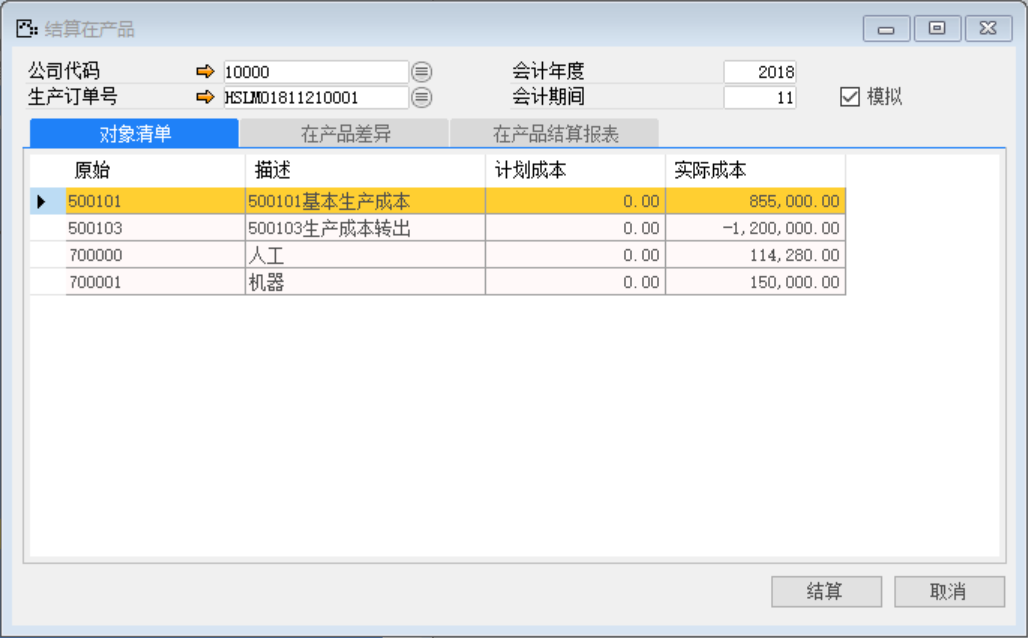 结算在产品
公司代码 10000 会计年度 2018
生产订单号 HSLM01811210001 会计期间 11 模拟
对象清单 在产品差异 在产品结算报表
原始 描述 计划成本 实际成本
500101 500101基本生产成本 0.00 855,000.00
500103 500103生产成本转出 0.00 -1,200,000.00
700000 人工 0.00 114,280.00
700001 机器 0.00 150,000.00
结算 取消